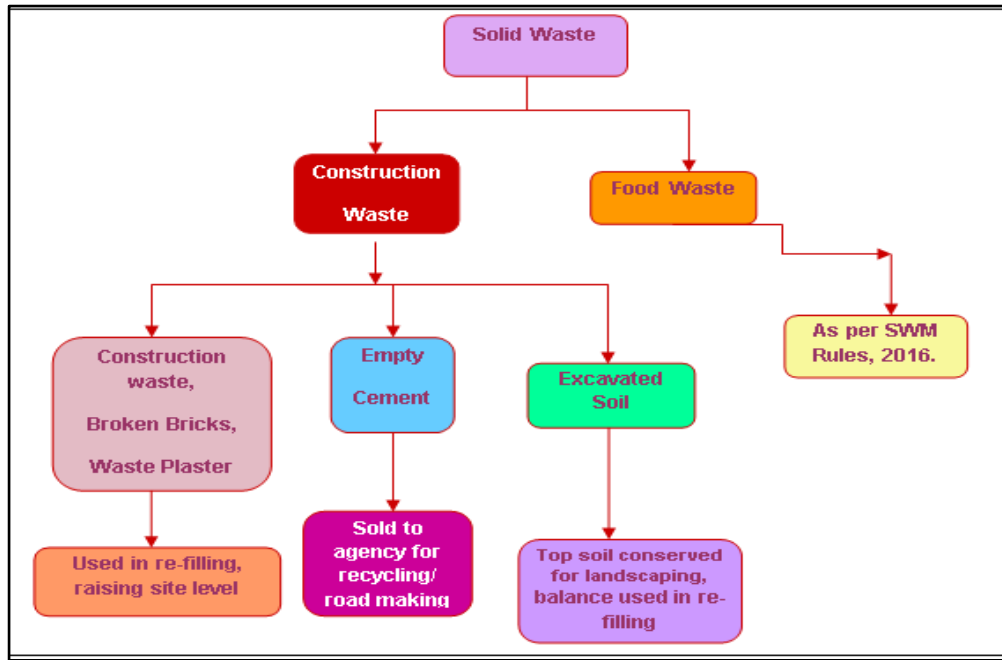 Solid Waste
Construction
Waste
Food Waste
Construction
waste,
Broken Bricks,
Waste Plaster
Empty
Cement
Excavated
Soil
As per SWM
Rules, 2016.
Used in re-filling,
raising site level
Sold to
agency for
recycling/
road making
Top soil conserved
for landscaping,
balance used in re-
filling